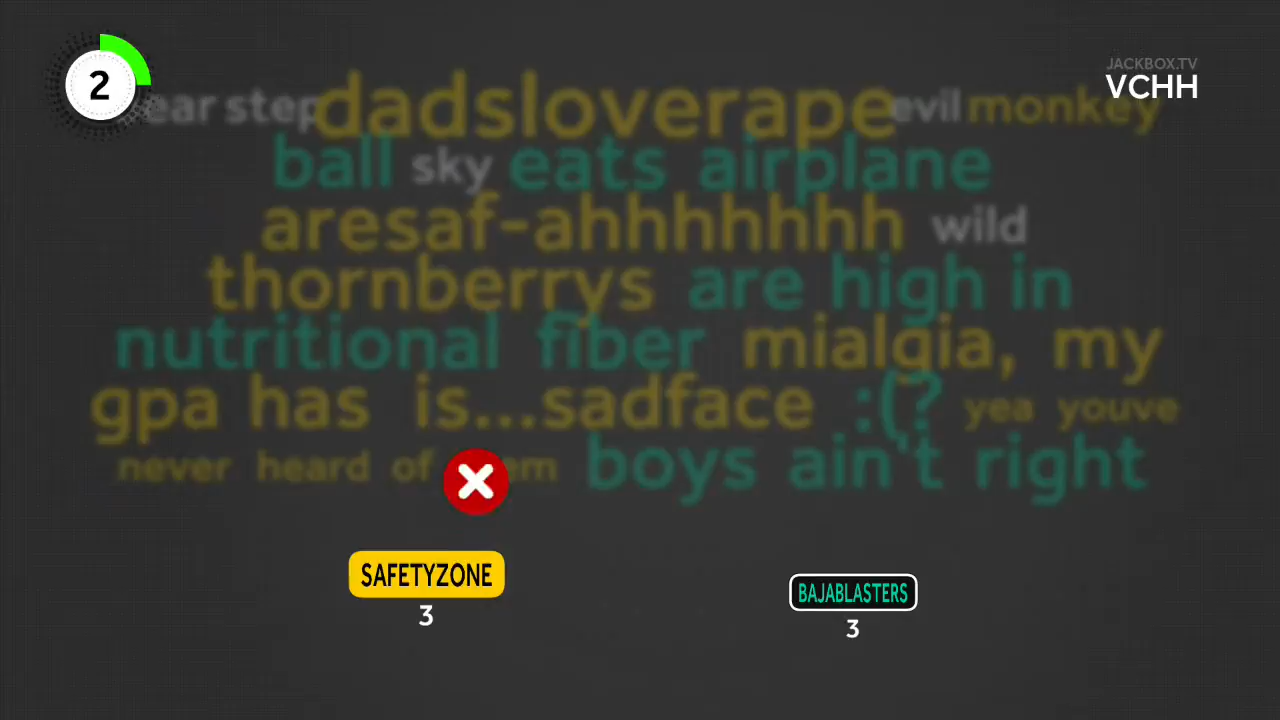 2
JACKBOX.TV
VCHH
ear step dadsloverape evil monkey
ball sky eats airplane
aresaf-ahhhhhhh wild
thornberrys are high in
nutritional fiber mialgia, my
gpa has is...sadface :(? yea youve
never heard of em boys ain't right
SAFETYZONE
3
BAJABLASTERS
3